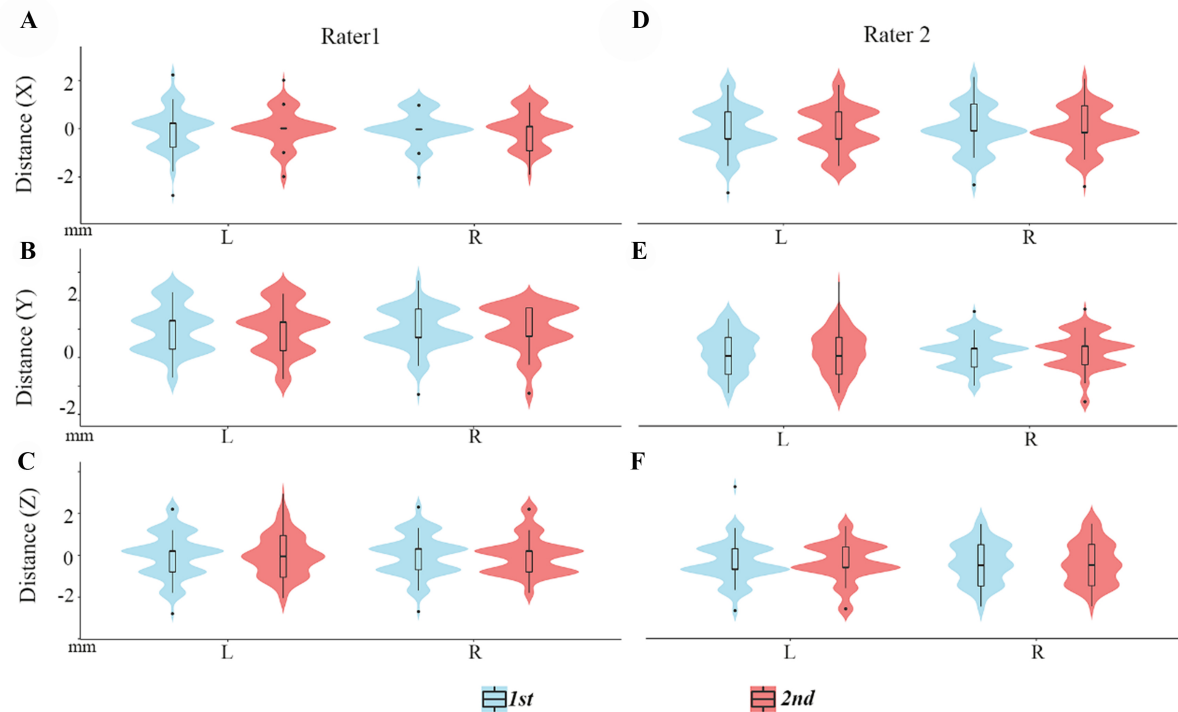 A
D
Rater1
Rater 2
Distance (X)
2
0
-2
mm
L
R
L
R
B
E
Distance (Y)
2
0
-2
mm
L
R
L
R
C
F
Distance (Z)
2
0
-2
mm
L
R
L
R
1st
2nd